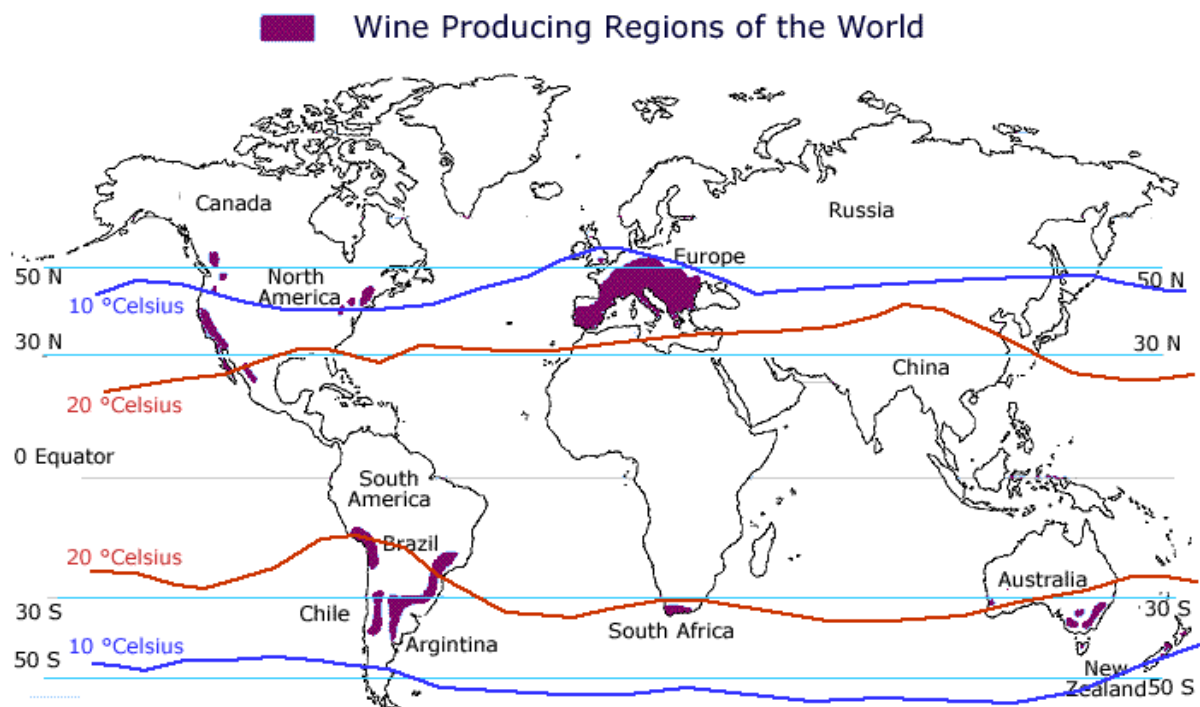 Wine Producing Regions of the World
Canada
Russia
Europe
50 N
North
America
50 N
10 °Celsius
30 N
30 N
China
20 °Celsius
0 Equator
South
America
Brazil
20 °Celsius
Australia
30 S
Chile
30 S
South Africa
10 °Celsius
Argintina
50 S
New
Zealand
50 S